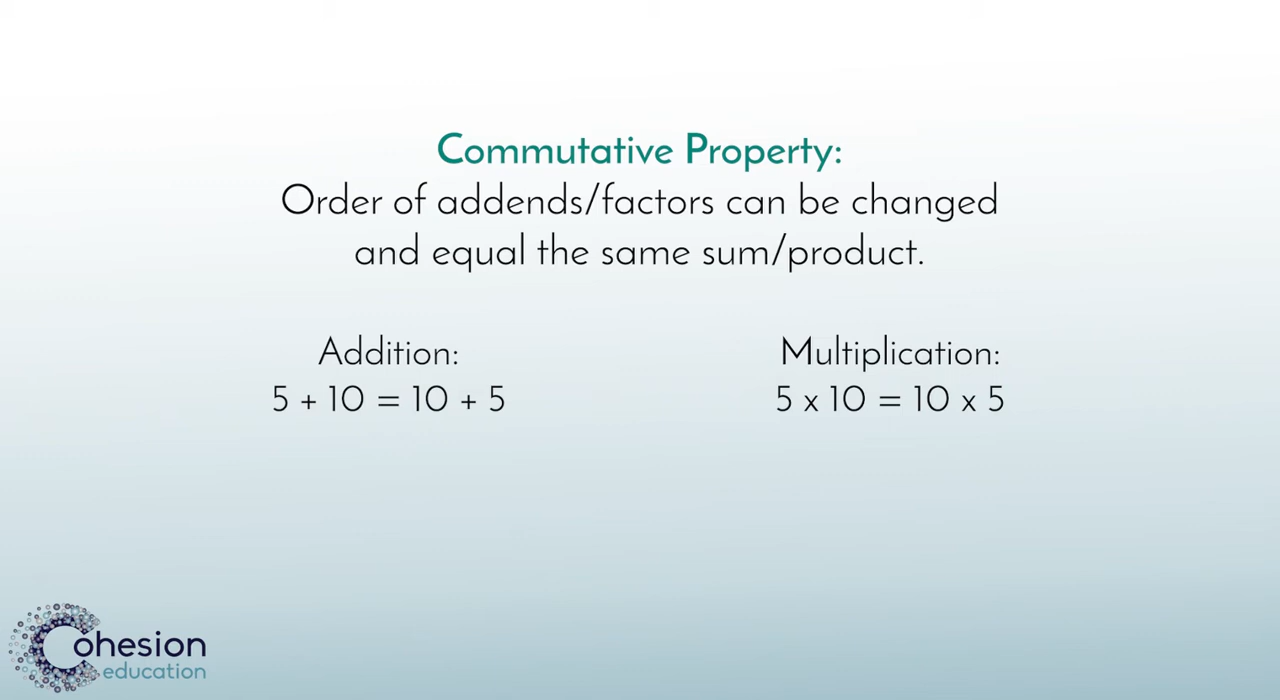 Commutative Property:
Order of addends/factors can be changed
and equal the same sum/product.
Addition:
5 + 10 = 10 + 5
Multiplication:
5 x 10 = 10 x 5
Cohesion
education